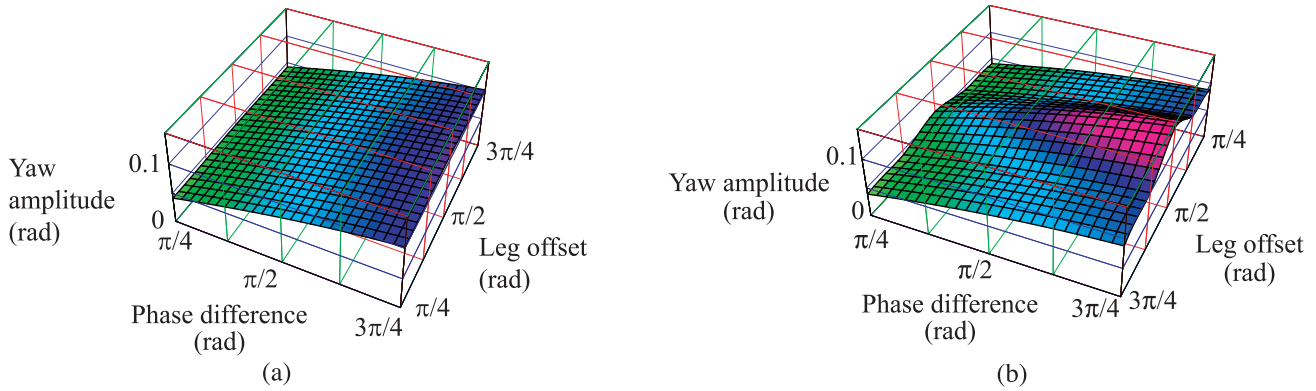 Yaw
amplitude
(rad)
0.1
0
π/4
π/2
3π/4
Phase difference
(rad)
π/4
π/2
3π/4
Leg offset
(rad)
(a)
Yaw amplitude
(rad)
0.1
0
π/4
π/2
3π/4
Phase difference
(rad)
3π/4
π/2
π/4
Leg offset
(rad)
(b)